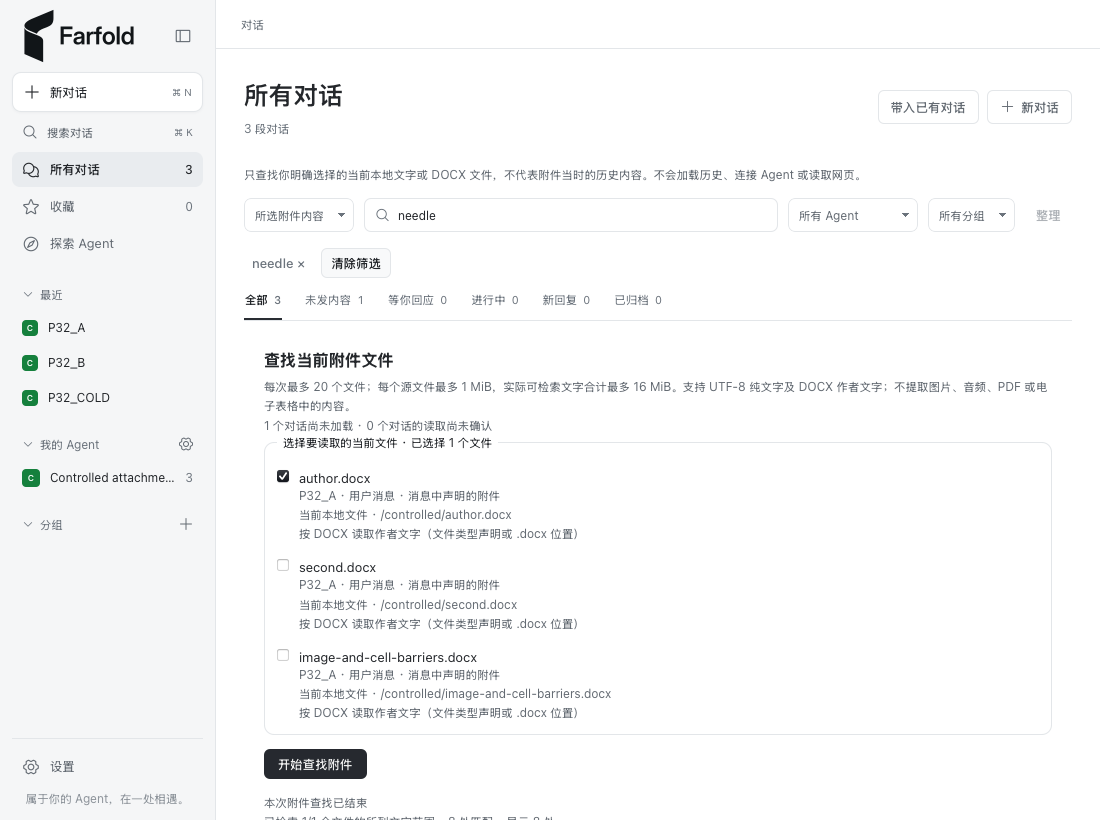 Farfold
新对话 ⌘ N
搜索对话 ⌘ K
所有对话 3
收藏 0
探索 Agent
最近
C P32_A
C P32_B
C P32_COLD
我的 Agent
C Controlled attachme... 3
分组
设置
属于你的 Agent，在一处相遇。
对话
所有对话
3 段对话
带入已有对话
新对话
只查找你明确选择的当前本地文字或 DOCX 文件，不代表附件当时的历史内容。不会加载历史、连接 Agent 或读取网页。
所选附件内容 needle 所有 Agent 所有分组 整理
needle × 清除筛选
全部 3 未发内容 1 等你回应 0 进行中 0 新回复 0 已归档 0
查找当前附件文件
每次最多 20 个文件；每个源文件最多 1 MiB，实际可检索文字合计最多 16 MiB。支持 UTF-8 纯文字及 DOCX 作者文字；不提取图片、音频、PDF 或电
子表格中的内容。
1 个对话尚未加载 · 0 个对话的读取尚未确认
选择要读取的当前文件 · 已选择 1 个文件
author.docx
P32_A · 用户消息 · 消息中声明的附件
当前本地文件 · /controlled/author.docx
按 DOCX 读取作者文字（文件类型声明或 .docx 位置）
second.docx
P32_A · 用户消息 · 消息中声明的附件
当前本地文件 · /controlled/second.docx
按 DOCX 读取作者文字（文件类型声明或 .docx 位置）
image-and-cell-barriers.docx
P32_A · 用户消息 · 消息中声明的附件
当前本地文件 · /controlled/image-and-cell-barriers.docx
按 DOCX 读取作者文字（文件类型声明或 .docx 位置）
开始查找附件
本次附件查找已结束